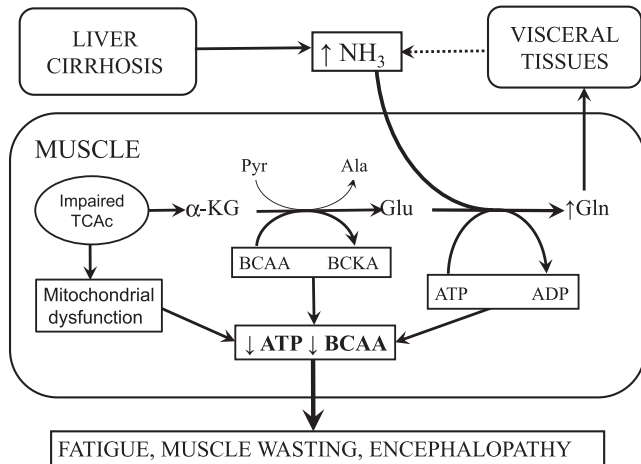 LIVER
CIRRHOSIS
↑ NH₃
VISCERAL
TISSUES
MUSCLE
Pyr
Ala
Impaired
TCAc
α-KG
Glu
↑Gln
BCAA
BCKA
ATP
ADP
Mitochondrial
dysfunction
↓ ATP ↓ BCAA
FATIGUE, MUSCLE WASTING, ENCEPHALOPATHY